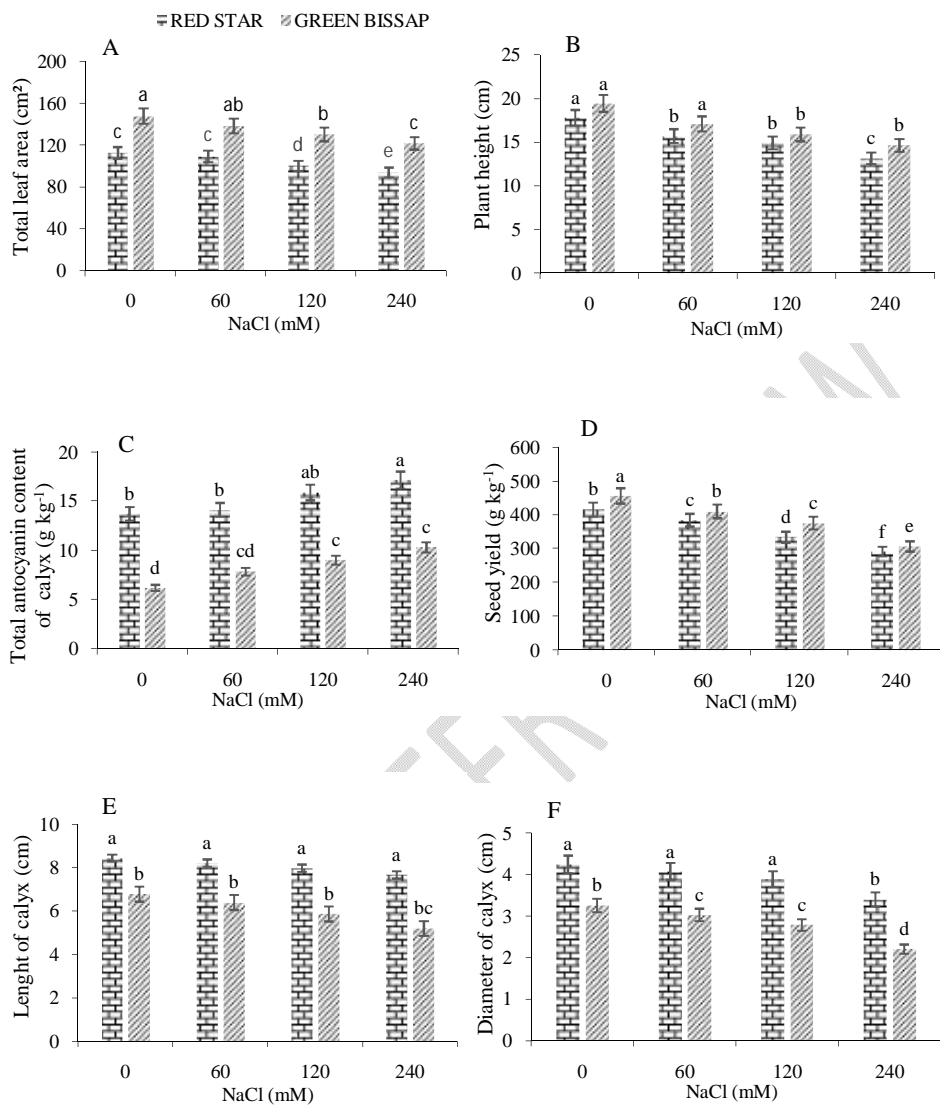 RED STAR GREEN BISSAP
A
Total leaf area (cm²)
200
160
120
80
40
0
c a c ab d b e c
0 60 120 240
NaCl (mM)
B
Plant height (cm)
25
20
15
10
5
0
a a b a b b c b
0 60 120 240
NaCl (mM)
C
Total antocyanin content
of calyx (g kg⁻¹)
20
15
10
5
0
b d b cd ab c a c
0 60 120 240
NaCl (mM)
D
Seed yield (g kg⁻¹)
600
500
400
300
200
100
0
b a c b d c f e
0 60 120 240
NaCl (mM)
E
Lenght of calyx (cm)
10
8
6
4
2
0
a b a b a b a bc
0 60 120 240
NaCl (mM)
F
Diameter of calyx (cm)
5
4
3
2
1
0
a b a c a c b d
0 60 120 240
NaCl (mM)